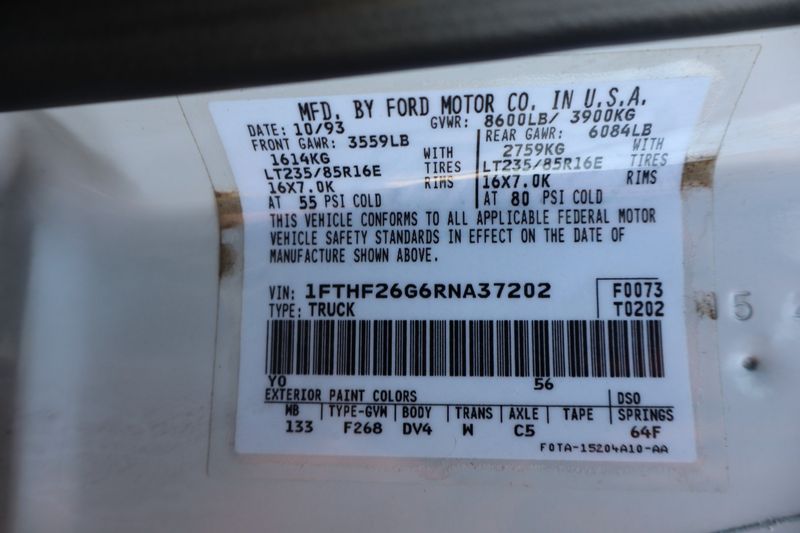 MFD. BY FORD MOTOR CO. IN U.S.A.
DATE: 10/93 GVWR: 8600LB/ 3900KG
FRONT GAWR: 3559LB REAR GAWR: 6084LB
1614KG WITH 2759KG WITH
LT235/85R16E TIRES LT235/85R16E TIRES
16X7.0K RIMS 16X7.0K RIMS
AT 55 PSI COLD AT 80 PSI COLD
THIS VEHICLE CONFORMS TO ALL APPLICABLE FEDERAL MOTOR
VEHICLE SAFETY STANDARDS IN EFFECT ON THE DATE OF
MANUFACTURE SHOWN ABOVE.
VIN: 1FTHF26G6RNA37202 F0073
TYPE: TRUCK T0202
YO 56
EXTERIOR PAINT COLORS DSO
WB TYPE-GVW BODY TRANS AXLE TAPE SPRINGS
133 F268 DV4 W C5 64F
F0TA-15204A10-AA
15